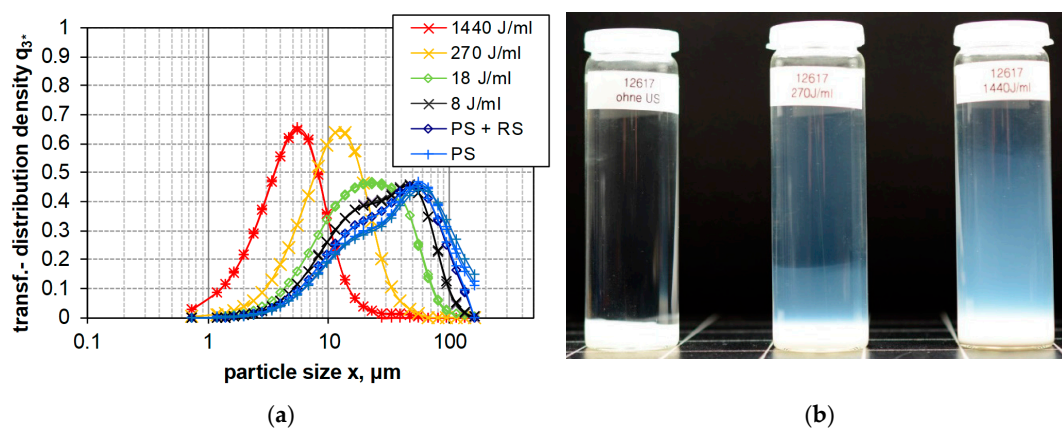 1
0.9
0.8
0.7
0.6
0.5
0.4
0.3
0.2
0.1
0
0.1
1
10
100
transf.- distribution density q3*
particle size x, µm
1440 J/ml
270 J/ml
18 J/ml
8 J/ml
PS + RS
PS
(a)
12617
ohne US
12617
270J/ml
12617
1440J/ml
(b)